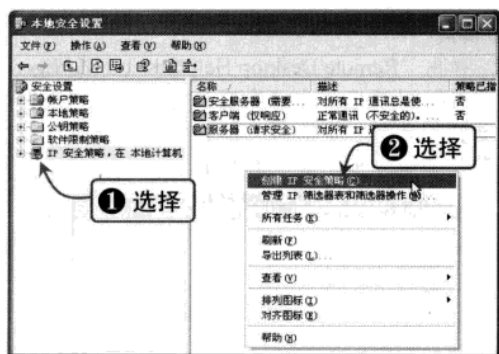 本地安全设置
文件(F) 操作(A) 查看(V) 帮助(H)
安全设置
帐户策略
本地策略
公钥策略
软件限制策略
IP 安全策略，在 本地计算机
名称 / 描述 策略已指
安全服务器 (需要... 对所有 IP 通讯总是使... 否
客户端 (仅响应) 正常通讯 (不安全的)。... 否
服务器 (请求安全) 对所有 IP
❶ 选择
❷ 选择
创建 IP 安全策略(C)
管理 IP 筛选器表和筛选器操作
所有任务(K)
刷新(F)
导出列表(L)...
查看(V)
排列图标(I)
对齐图标(E)
帮助(H)